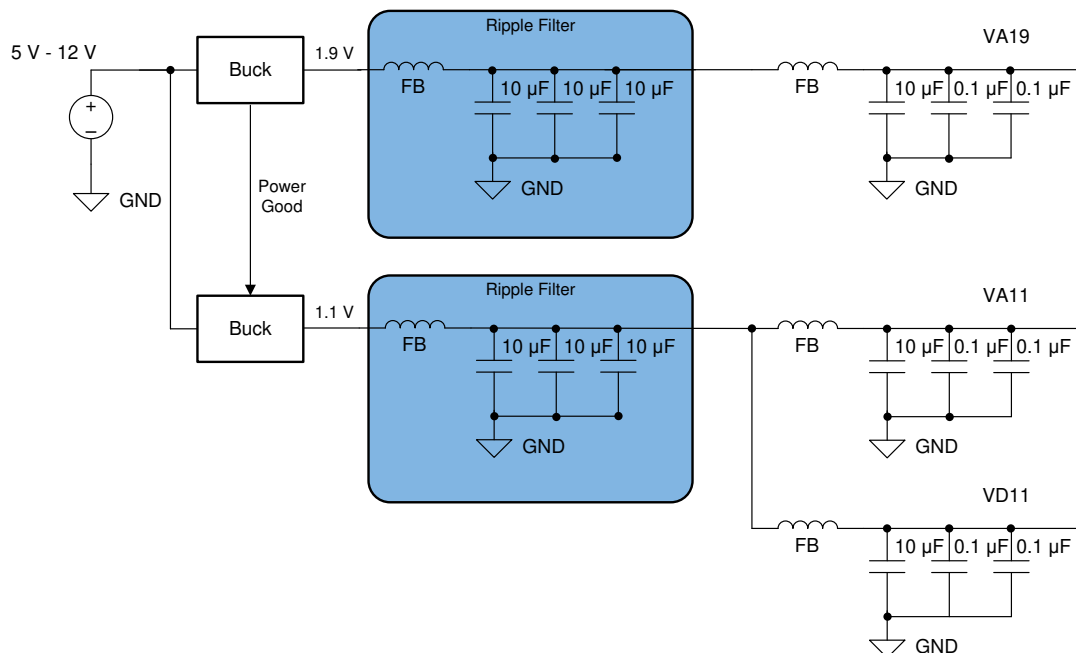 Ripple Filter
VA19
5 V - 12 V
Buck
1.9 V
FB
10 µF
10 µF
10 µF
FB
10 µF
0.1 µF
0.1 µF
+
−
GND
Power
Good
GND
GND
Ripple Filter
VA11
Buck
1.1 V
FB
10 µF
10 µF
10 µF
FB
10 µF
0.1 µF
0.1 µF
GND
GND
VD11
FB
10 µF
0.1 µF
0.1 µF
GND